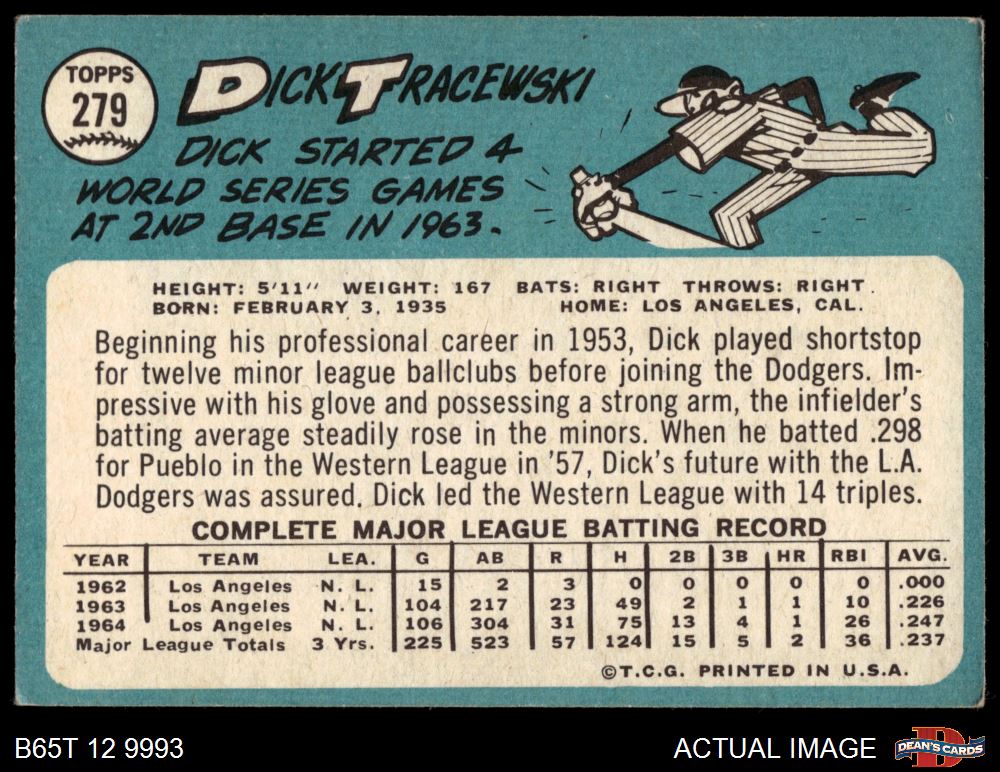 TOPPS
279
DICK TRACEWSKI
DICK STARTED 4
WORLD SERIES GAMES
AT 2ND BASE IN 1963.
HEIGHT: 5'11" WEIGHT: 167 BATS: RIGHT THROWS: RIGHT
BORN: FEBRUARY 3, 1935 HOME: LOS ANGELES, CAL.
Beginning his professional career in 1953, Dick played shortstop
for twelve minor league ballclubs before joining the Dodgers. Im-
pressive with his glove and possessing a strong arm, the infielder's
batting average steadily rose in the minors. When he batted .298
for Pueblo in the Western League in '57, Dick's future with the L.A.
Dodgers was assured. Dick led the Western League with 14 triples.
COMPLETE MAJOR LEAGUE BATTING RECORD
YEAR TEAM LEA. G AB R H 2B 3B HR RBI AVG.
1962 Los Angeles N. L. 15 2 3 0 0 0 0 0 .000
1963 Los Angeles N. L. 104 217 23 49 2 1 1 10 .226
1964 Los Angeles N. L. 106 304 31 75 13 4 1 26 .247
Major League Totals 3 Yrs. 225 523 57 124 15 5 2 36 .237
©T.C.G. PRINTED IN U.S.A.
B65T 12 9993
ACTUAL IMAGE
D
DEAN'S CARDS